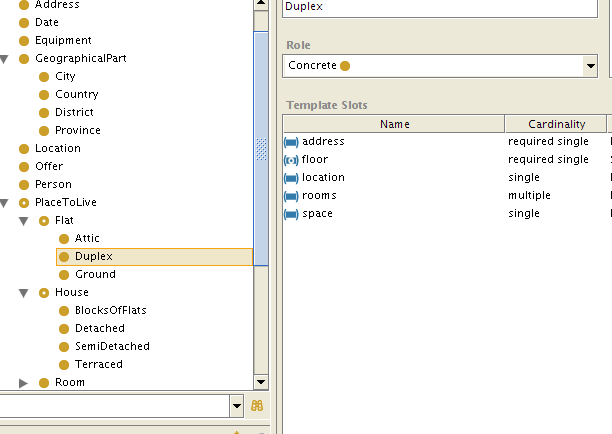 Address
Date
Equipment
GeographicalPart
City
Country
District
Province
Location
Offer
Person
PlaceToLive
Flat
Attic
Duplex
Ground
House
BlocksOfFlats
Detached
SemiDetached
Terraced
Room
Duplex
Role
Concrete
Template Slots
Name Cardinality
address required single
floor required single
location single
rooms multiple
space single